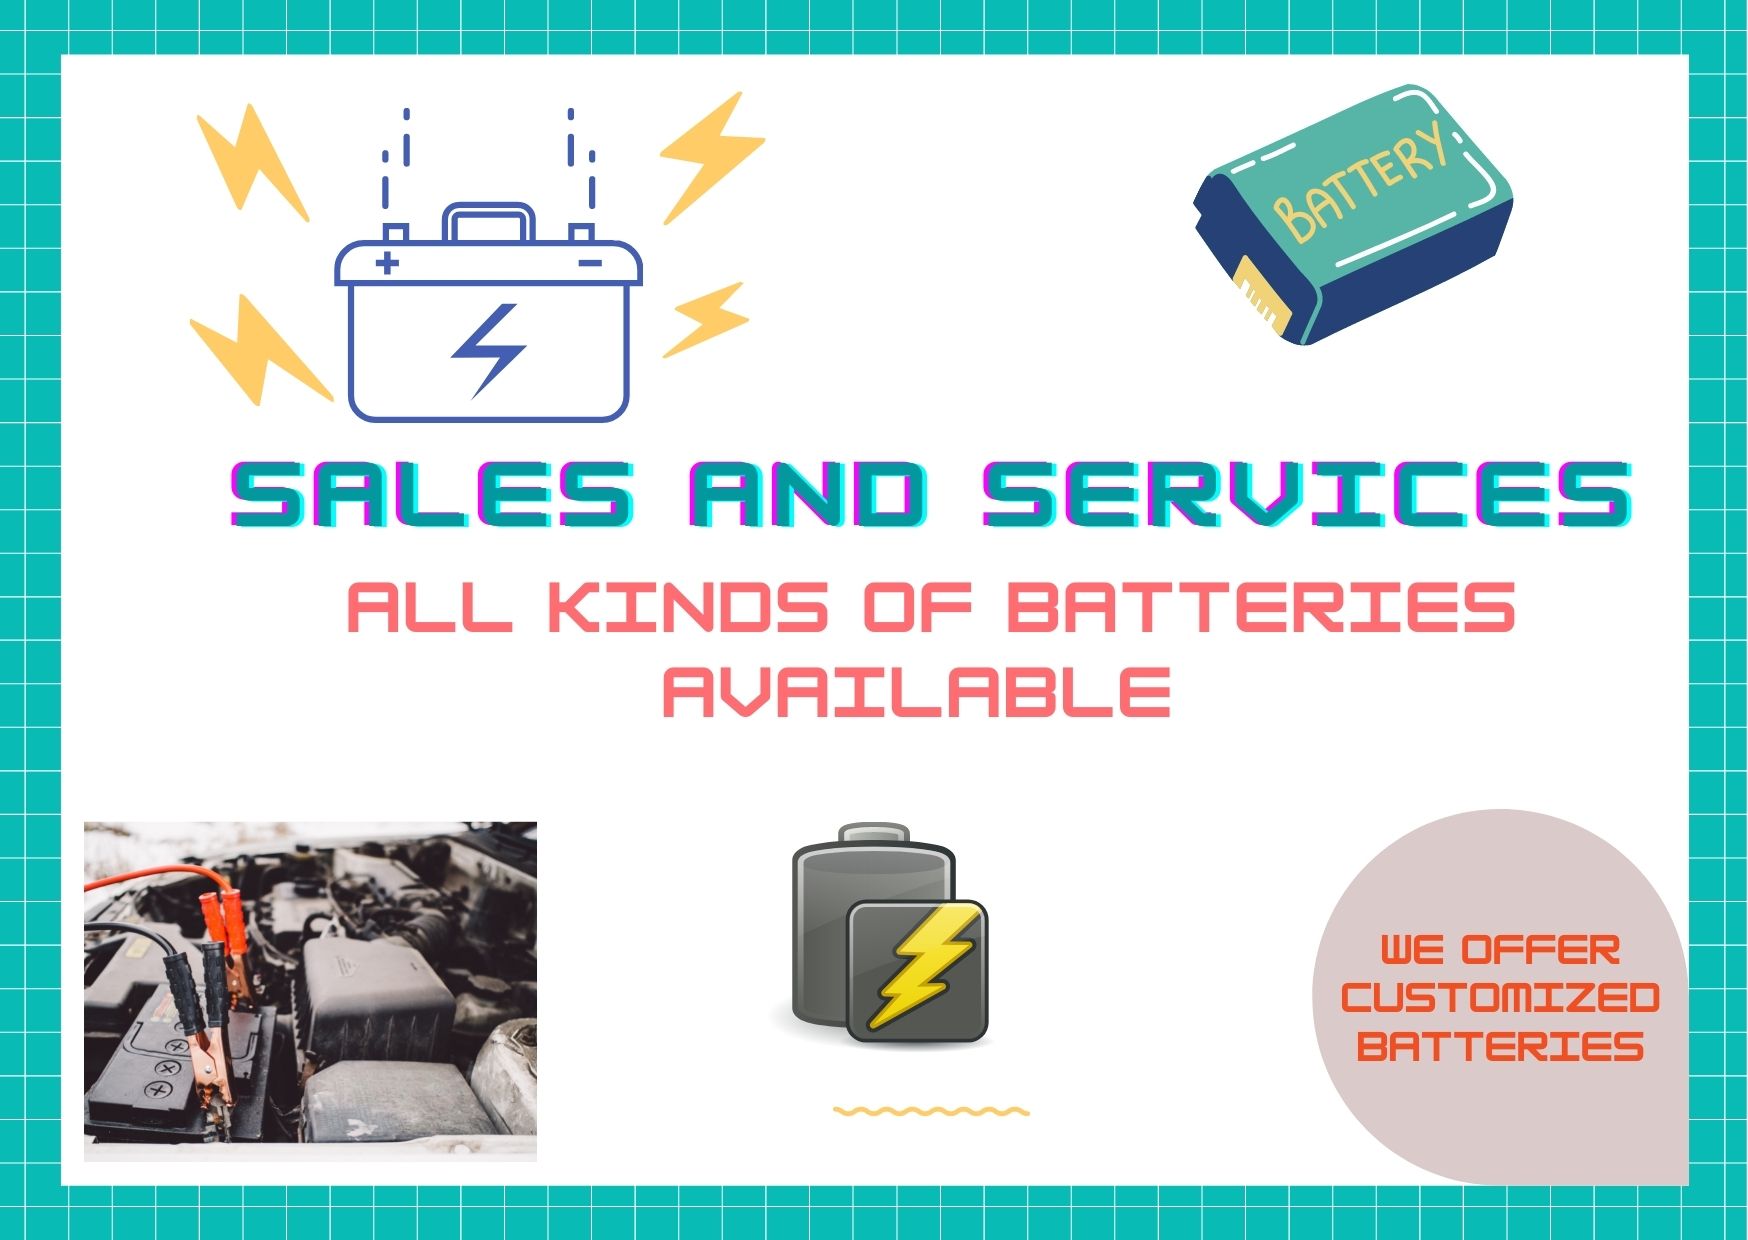 BATTERY
SALES AND SERVICES
ALL KINDS OF BATTERIES
AVAILABLE
WE OFFER
CUSTOMIZED
BATTERIES